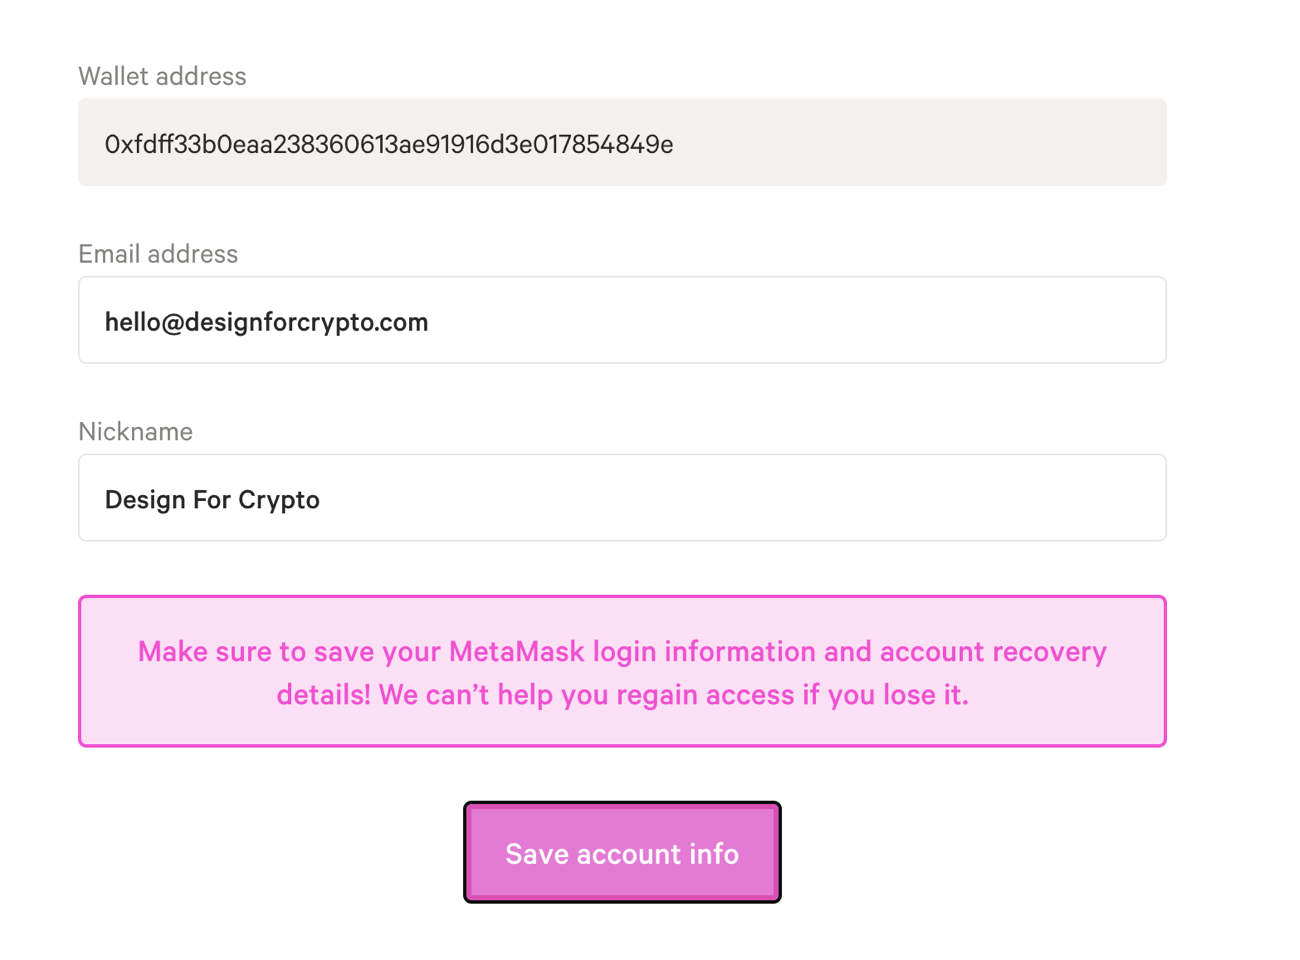 Wallet address
0xfdff33b0eaa238360613ae91916d3e017854849e
Email address
hello@designforcrypto.com
Nickname
Design For Crypto
Make sure to save your MetaMask login information and account recovery
details! We can’t help you regain access if you lose it.
Save account info